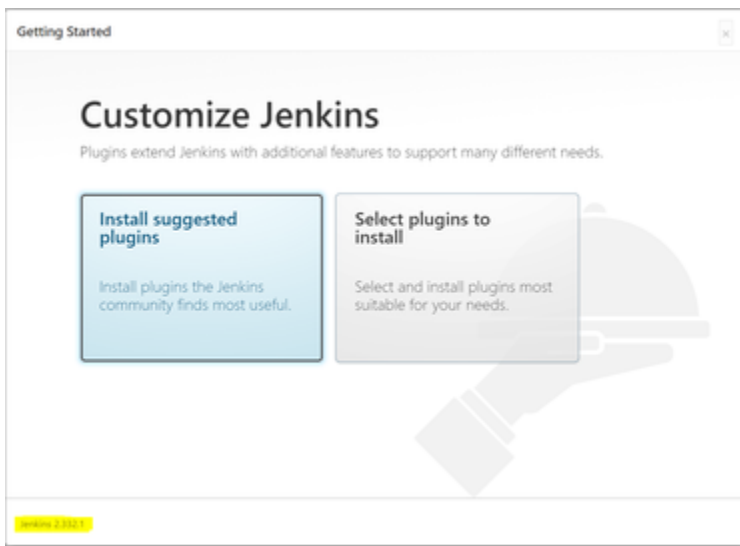 Getting Started
×
Customize Jenkins
Plugins extend Jenkins with additional features to support many different needs.
Install suggested
plugins
Install plugins the Jenkins
community finds most useful.
Select plugins to
install
Select and install plugins most
suitable for your needs.
Jenkins 2.332.1